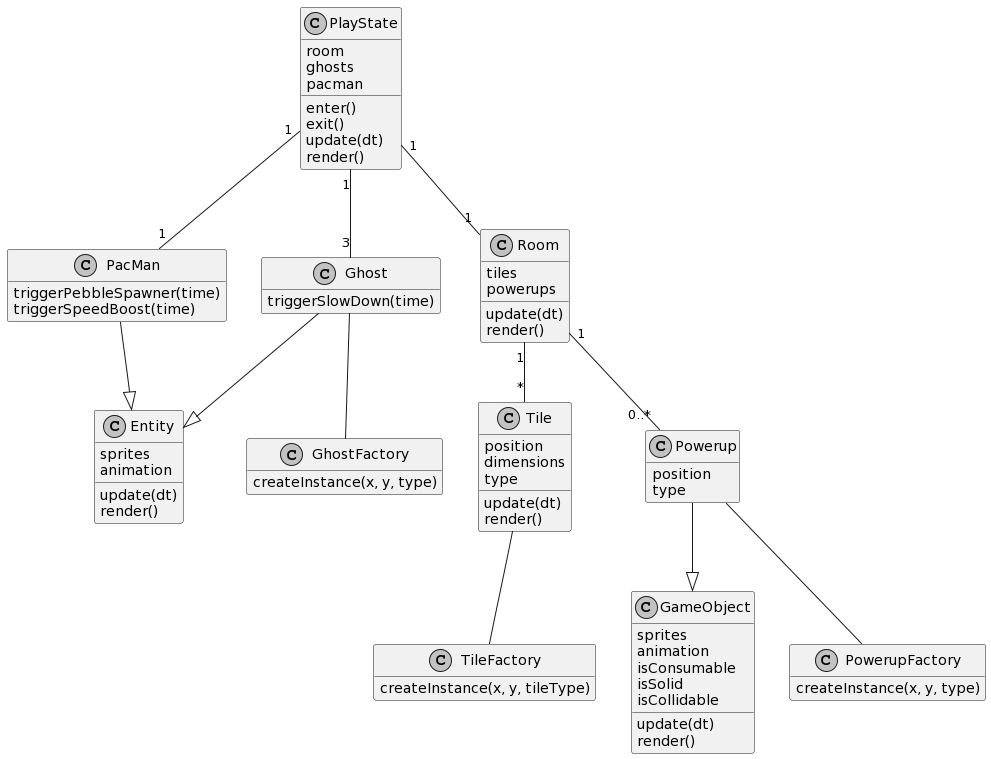 C PlayState
room
ghosts
pacman
enter()
exit()
update(dt)
render()
1
1
1
1
3
1
C PacMan
triggerPebbleSpawner(time)
triggerSpeedBoost(time)
C Ghost
triggerSlowDown(time)
C Room
tiles
powerups
update(dt)
render()
1
*
1
0..*
C Entity
sprites
animation
update(dt)
render()
C GhostFactory
createInstance(x, y, type)
C Tile
position
dimensions
type
update(dt)
render()
C Powerup
position
type
C TileFactory
createInstance(x, y, tileType)
C GameObject
sprites
animation
isConsumable
isSolid
isCollidable
update(dt)
render()
C PowerupFactory
createInstance(x, y, type)